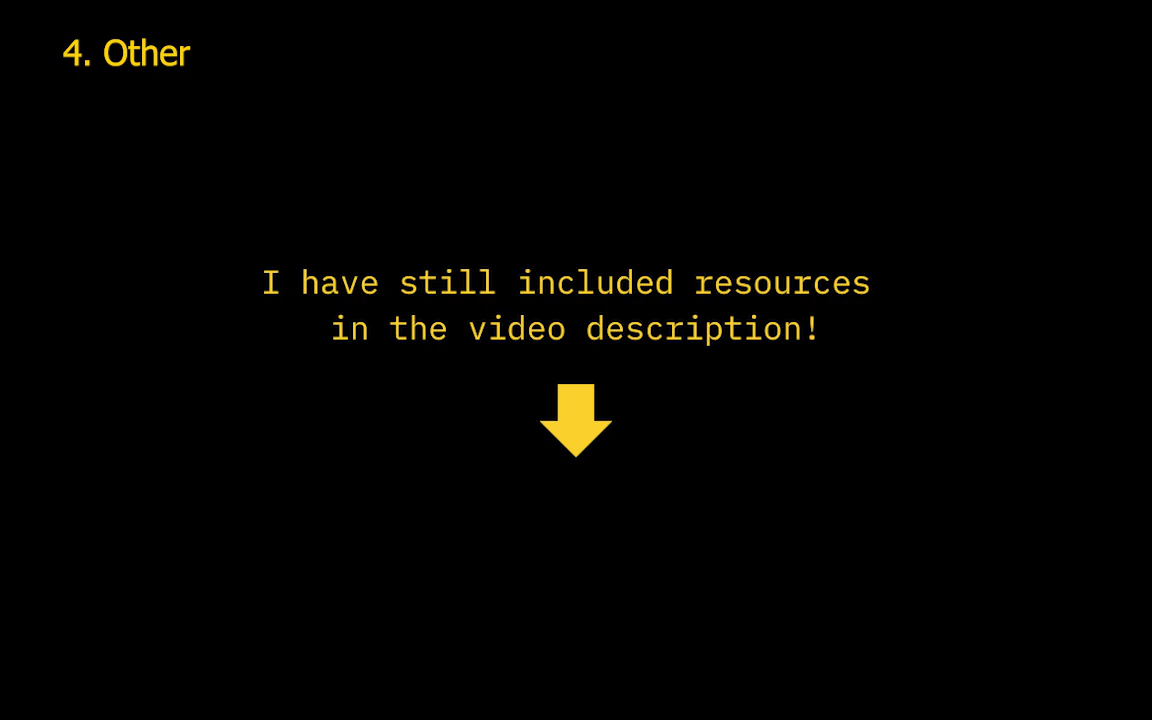 4. Other
I have still included resources
in the video description!